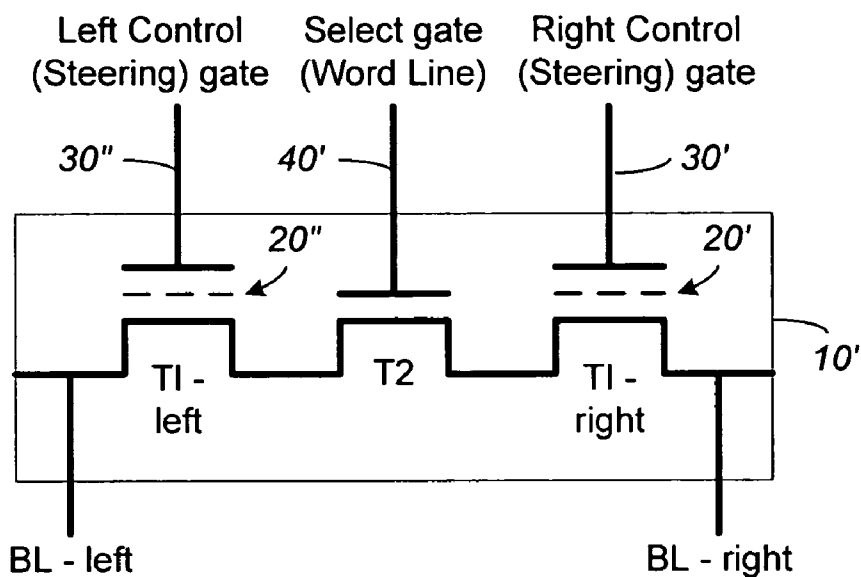 Left Control
(Steering) gate
Select gate
(Word Line)
Right Control
(Steering) gate
30"
40'
30'
20"
20'
10'
TI -
left
T2
TI -
right
BL - left
BL - right